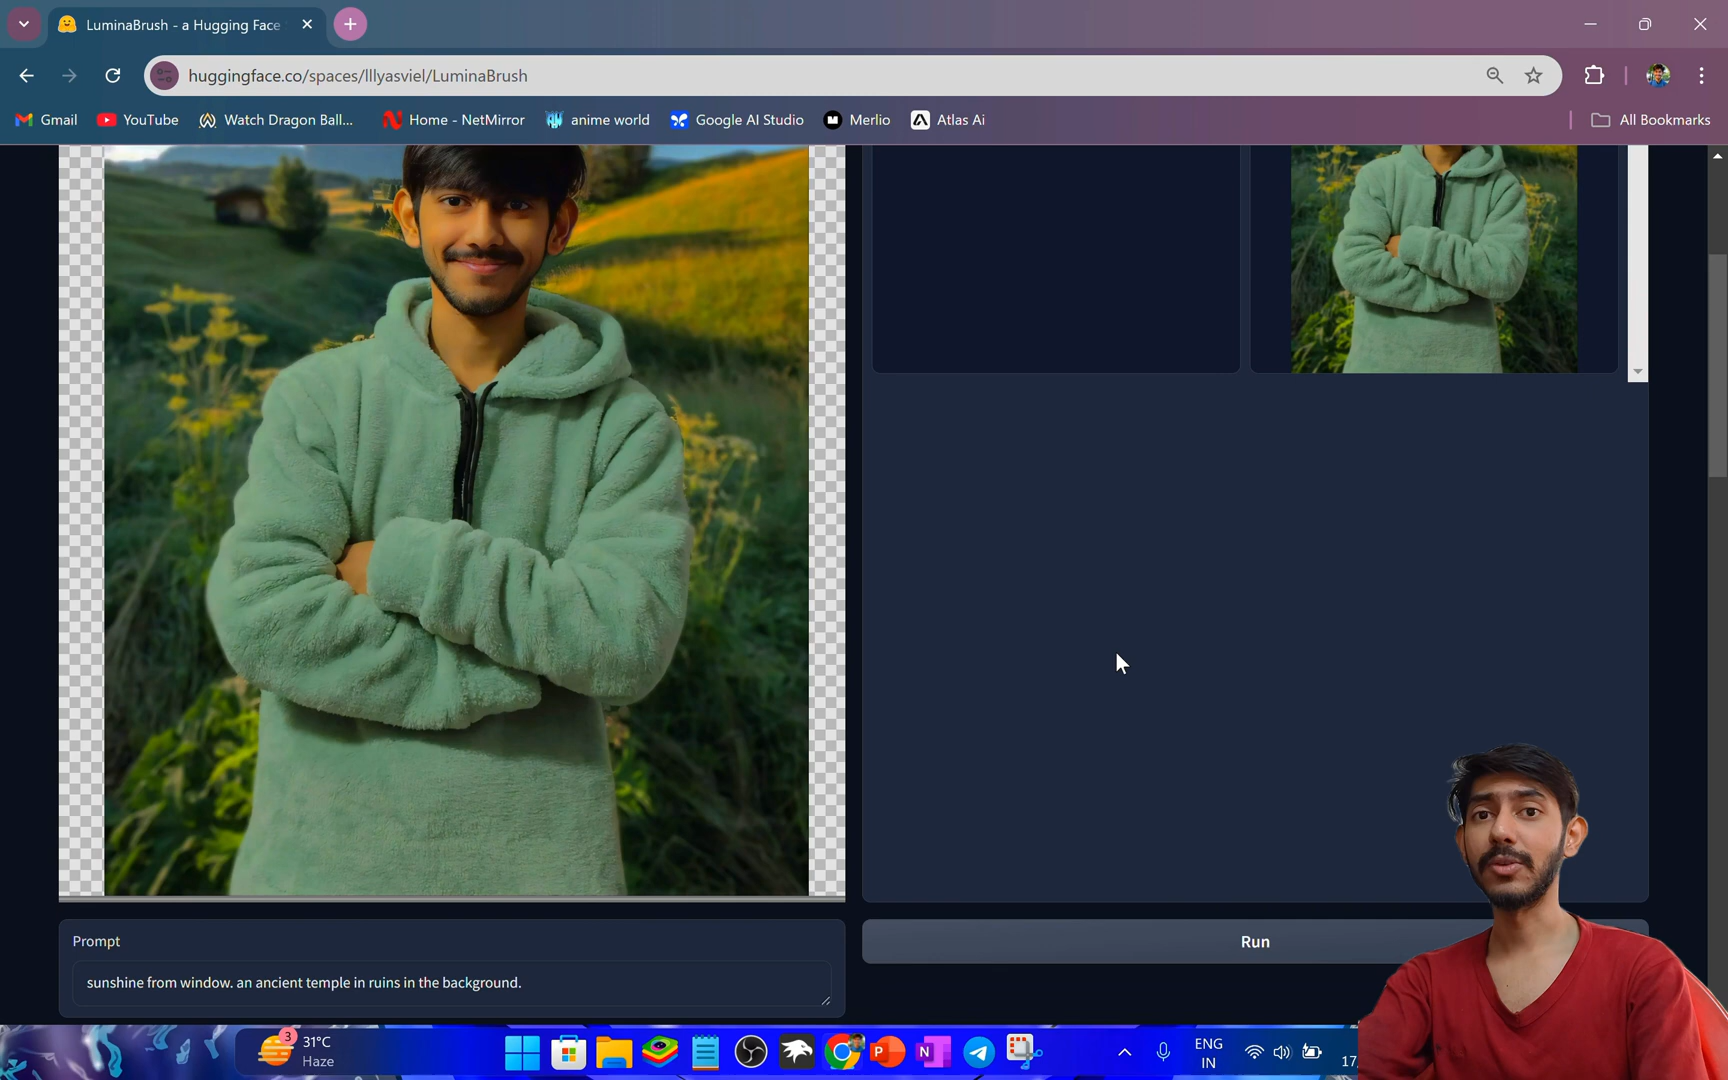 LuminaBrush - a Hugging Face
huggingface.co/spaces/lllyasviel/LuminaBrush
Gmail
YouTube
Watch Dragon Ball...
Home - NetMirror
anime world
Google AI Studio
Merlio
Atlas Ai
All Bookmarks
Run
Prompt
sunshine from window. an ancient temple in ruins in the background.
3
31°C
Haze
P
N
ENG
IN
17